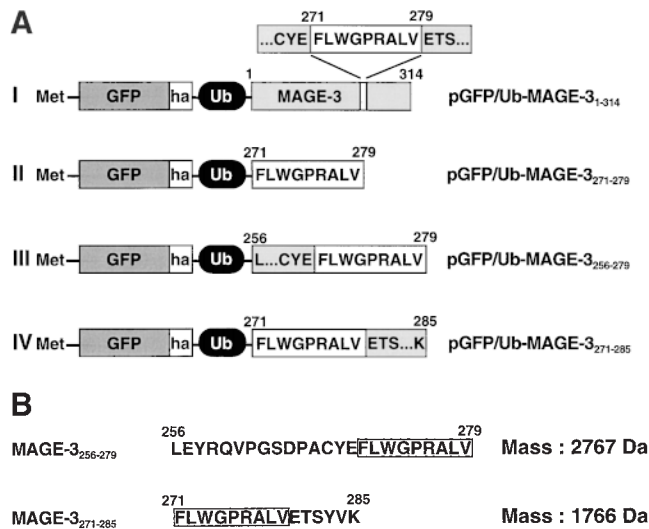 A
271 279
...CYE FLWGPRALV ETS...
1 314
I Met GFP ha Ub MAGE-3 pGFP/Ub-MAGE-3₁₋₃₁₄
271 279
II Met GFP ha Ub FLWGPRALV pGFP/Ub-MAGE-3₂₇₁₋₂₇₉
256 279
III Met GFP ha Ub L...CYE FLWGPRALV pGFP/Ub-MAGE-3₂₅₆₋₂₇₉
271 285
IV Met GFP ha Ub FLWGPRALV ETS...K pGFP/Ub-MAGE-3₂₇₁₋₂₈₅
B
256 279
MAGE-3₂₅₆₋₂₇₉ LEYRQVPGSDPACYEFLWGPRALV Mass : 2767 Da
271 285
MAGE-3₂₇₁₋₂₈₅ FLWGPRALVETSYVK Mass : 1766 Da